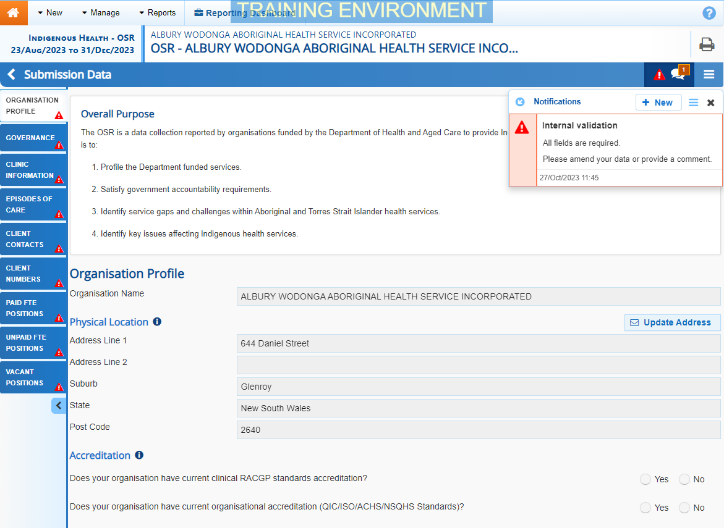 New
Manage
Reports
Reporting Dashboard
TRAINING ENVIRONMENT
?
INDIGENOUS HEALTH - OSR
23/AUG/2023 TO 31/DEC/2023
ALBURY WODONGA ABORIGINAL HEALTH SERVICE INCORPORATED
OSR - ALBURY WODONGA ABORIGINAL HEALTH SERVICE INCO...
Submission Data
ORGANISATION
PROFILE
GOVERNANCE
CLINIC
INFORMATION
EPISODES OF
CARE
CLIENT
CONTACTS
CLIENT
NUMBERS
PAID FTE
POSITIONS
UNPAID FTE
POSITIONS
VACANT
POSITIONS
Notifications
+ New
Internal validation
All fields are required.
Please amend your data or provide a comment.
27/Oct/2023 11:45
Overall Purpose
The OSR is a data collection reported by organisations funded by the Department of Health and Aged Care to provide In
is to:
1. Profile the Department funded services.
2. Satisfy government accountability requirements.
3. Identify service gaps and challenges within Aboriginal and Torres Strait Islander health services.
4. Identify key issues affecting Indigenous health services.
Organisation Profile
Organisation Name
ALBURY WODONGA ABORIGINAL HEALTH SERVICE INCORPORATED
Physical Location
Update Address
Address Line 1
644 Daniel Street
Address Line 2
Suburb
Glenroy
State
New South Wales
Post Code
2640
Accreditation
Does your organisation have current clinical RACGP standards accreditation?
Yes No
Does your organisation have current organisational accreditation (QIC/ISO/ACHS/NSQHS Standards)?
Yes No